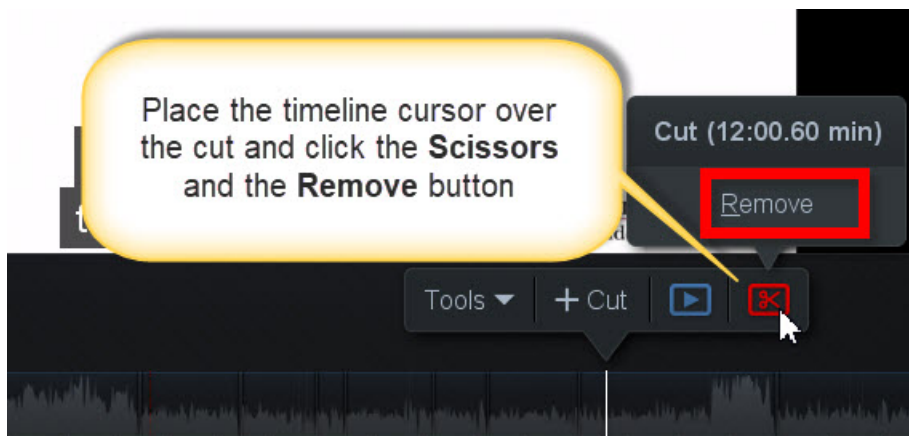 Place the timeline cursor over
the cut and click the Scissors
and the Remove button
Cut (12:00.60 min)
Remove
Tools
+ Cut